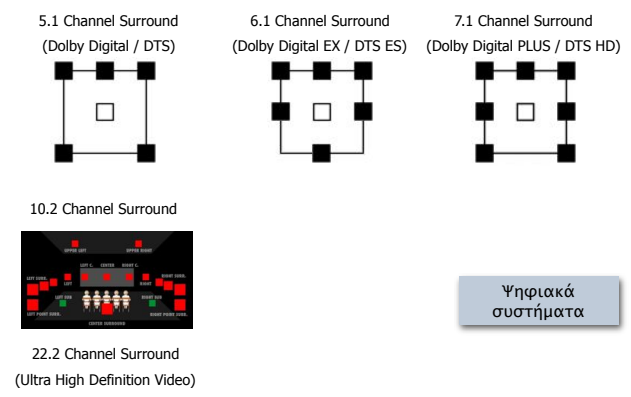 5.1 Channel Surround
(Dolby Digital / DTS)
6.1 Channel Surround
(Dolby Digital EX / DTS ES)
7.1 Channel Surround
(Dolby Digital PLUS / DTS HD)
10.2 Channel Surround
UPPER LEFT UPPER RIGHT
LEFT C. CENTER RIGHT C.
LEFT SURR. RIGHT SURR.
LEFT RIGHT
LEFT SUB RIGHT SUB
LEFT POINT SURR. RIGHT POINT SURR.
CENTER SURROUND
Ψηφιακά
συστήματα
22.2 Channel Surround
(Ultra High Definition Video)